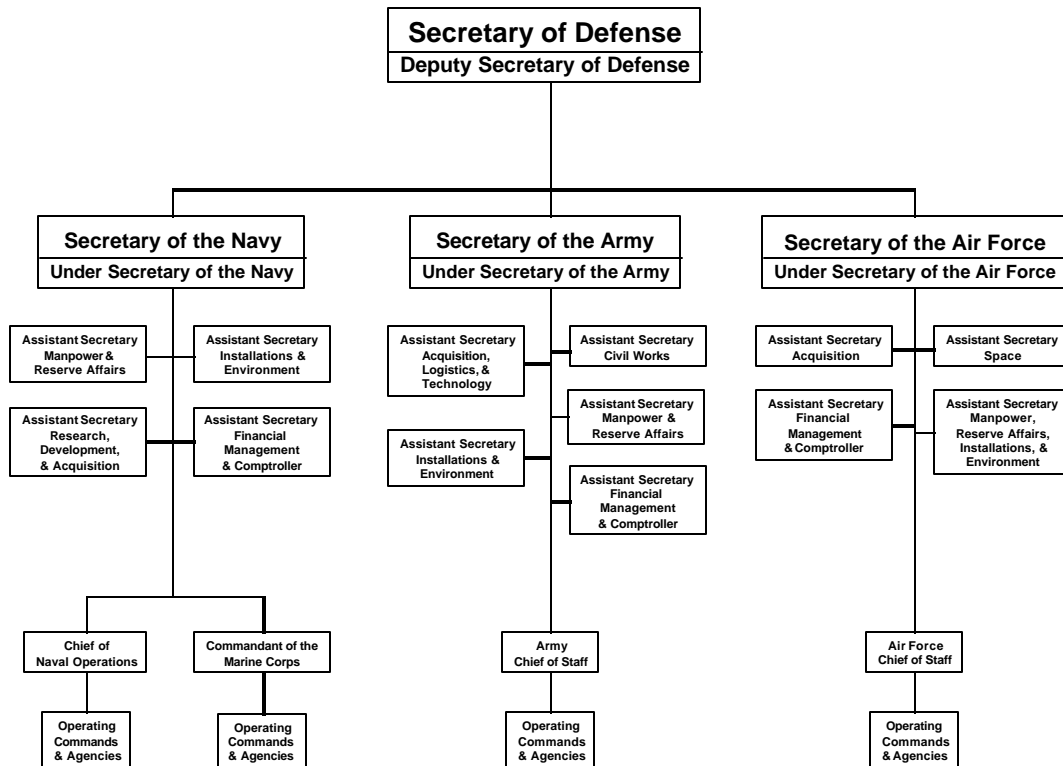 Secretary of Defense
Deputy Secretary of Defense
Secretary of the Navy
Under Secretary of the Navy
Secretary of the Army
Under Secretary of the Army
Secretary of the Air Force
Under Secretary of the Air Force
Assistant Secretary
Manpower &
Reserve Affairs
Assistant Secretary
Installations &
Environment
Assistant Secretary
Research,
Development,
& Acquisition
Assistant Secretary
Financial
Management
& Comptroller
Assistant Secretary
Acquisition,
Logistics, &
Technology
Assistant Secretary
Civil Works
Assistant Secretary
Manpower &
Reserve Affairs
Assistant Secretary
Installations &
Environment
Assistant Secretary
Financial
Management
& Comptroller
Assistant Secretary
Acquisition
Assistant Secretary
Space
Assistant Secretary
Financial
Management
& Comptroller
Assistant Secretary
Manpower,
Reserve Affairs,
Installations, &
Environment
Chief of
Naval Operations
Commandant of the
Marine Corps
Army
Chief of Staff
Air Force
Chief of Staff
Operating
Commands
& Agencies
Operating
Commands
& Agencies
Operating
Commands
& Agencies
Operating
Commands
& Agencies